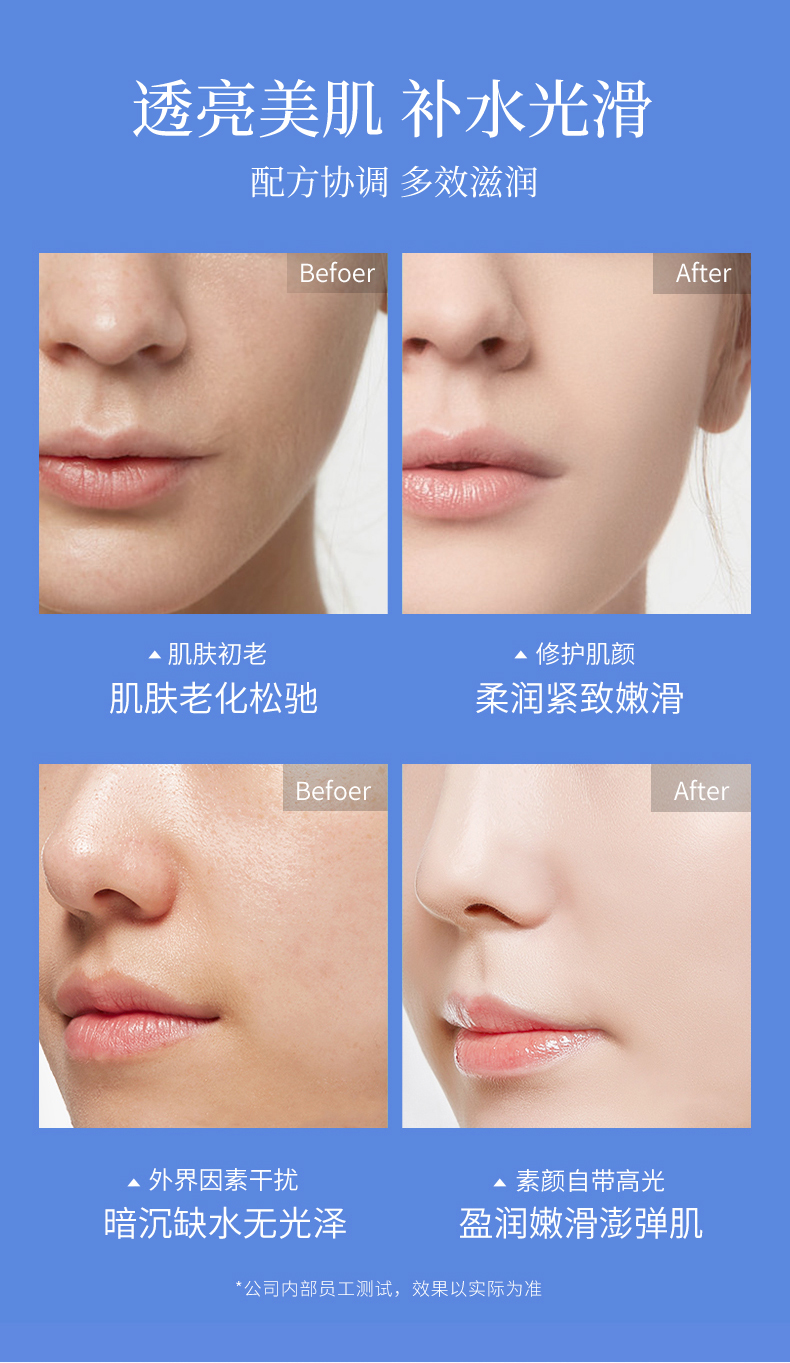 透亮美肌 补水光滑
配方协调 多效滋润
Befoer
After
肌肤初老
修护肌颜
肌肤老化松驰
柔润紧致嫩滑
Befoer
After
外界因素干扰
素颜自带高光
暗沉缺水无光泽
盈润嫩滑澎弹肌
*公司内部员工测试，效果以实际为准